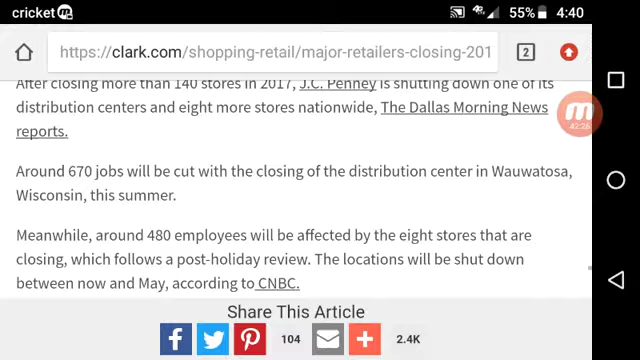 cricket
4G
55%
4:40
https://clark.com/shopping-retail/major-retailers-closing-201
2
After closing more than 140 stores in 2017, J.C. Penney is shutting down one of its
distribution centers and eight more stores nationwide, The Dallas Morning News
reports.
42:26
Around 670 jobs will be cut with the closing of the distribution center in Wauwatosa,
Wisconsin, this summer.
Meanwhile, around 480 employees will be affected by the eight stores that are
closing, which follows a post-holiday review. The locations will be shut down
between now and May, according to CNBC.
Share This Article
104
2.4K